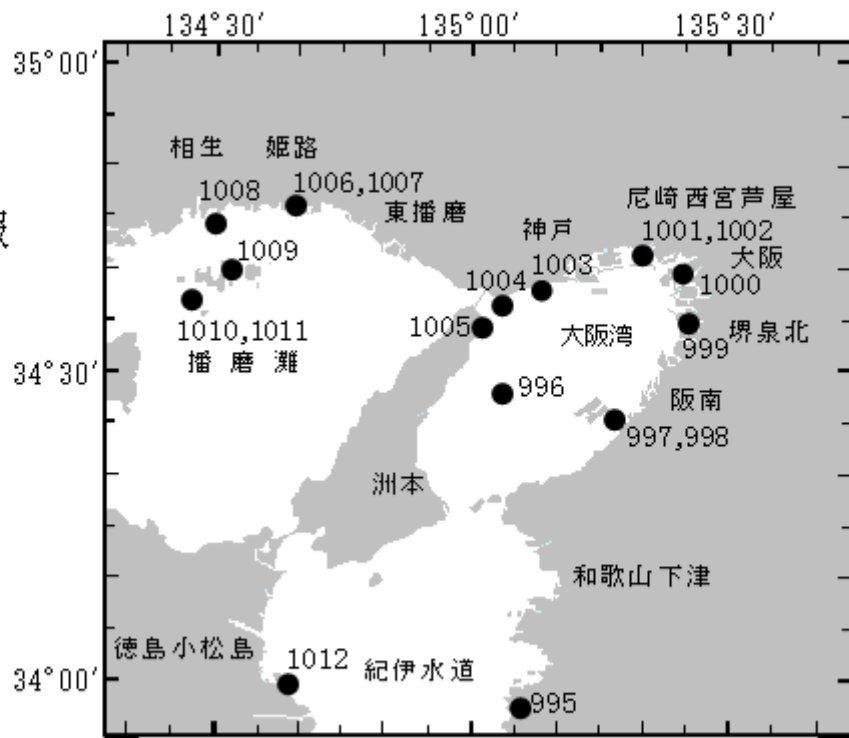 134°30′ 135°00′ 135°30′
35°00′
相生 姫路
1008 1006,1007
東播磨
尼崎西宮芦屋
神戸 1001,1002
大阪
1009 1004 1003 1000
1010,1011 1005 大阪湾 999 堺泉北
播磨灘
34°30′
996 阪南
997,998
洲本
和歌山下津
徳島小松島 1012 紀伊水道
34°00′
995